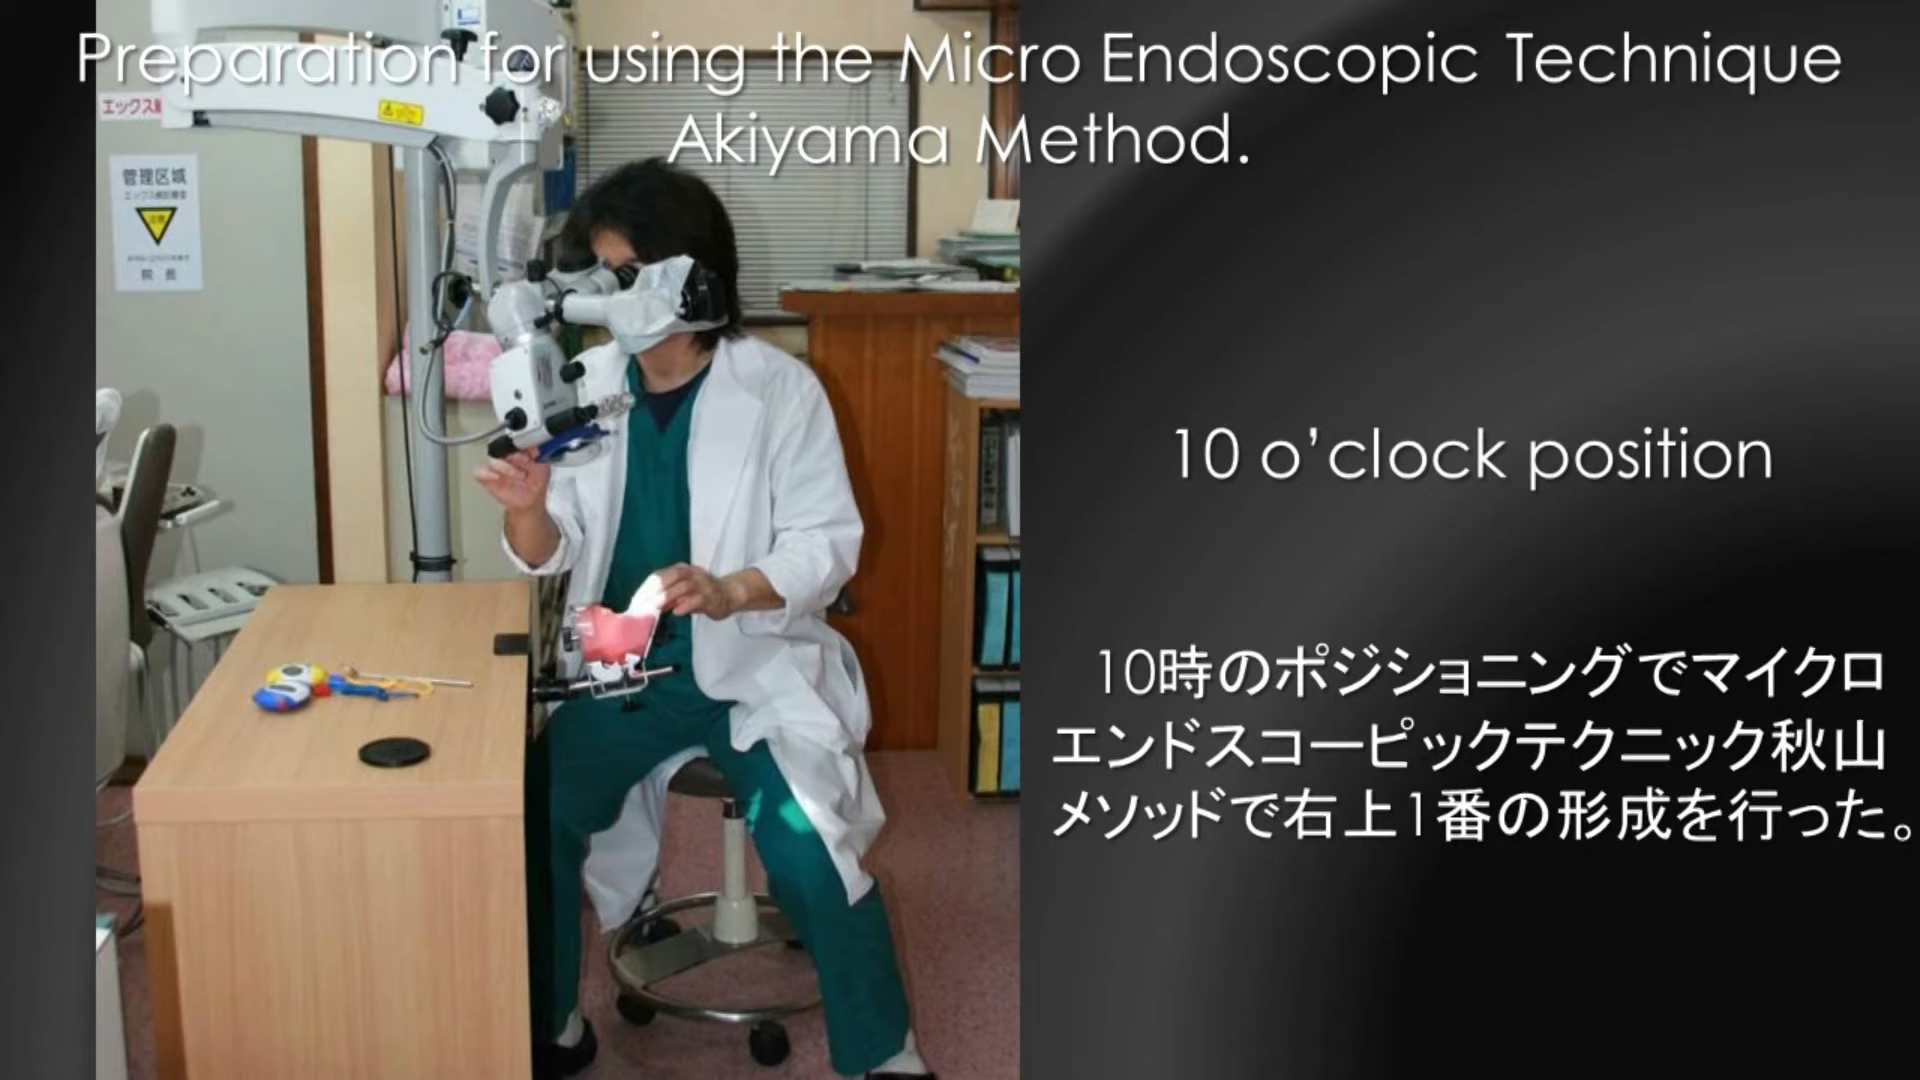 Preparation for using the Micro Endoscopic Technique
Akiyama Method.
エックス線
管理区域
院長
10 o’clock position
10時のポジショニングでマイクロ
エンドスコーピックテクニック秋山
メソッドで右上1番の形成を行った。